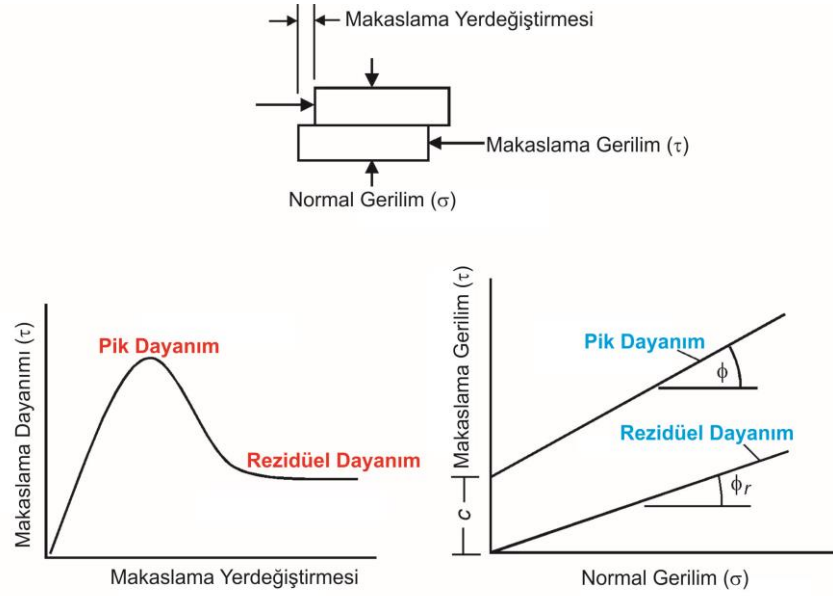 Makaslama Yerdeğiştirmesi
Makaslama Gerilim (τ)
Normal Gerilim (σ)
Makaslama Dayanımı (τ)
Pik Dayanım
Rezidüel Dayanım
Makaslama Yerdeğiştirmesi
Makaslama Gerilim (τ)
Pik Dayanım
ϕ
Rezidüel Dayanım
ϕr
c
Normal Gerilim (σ)